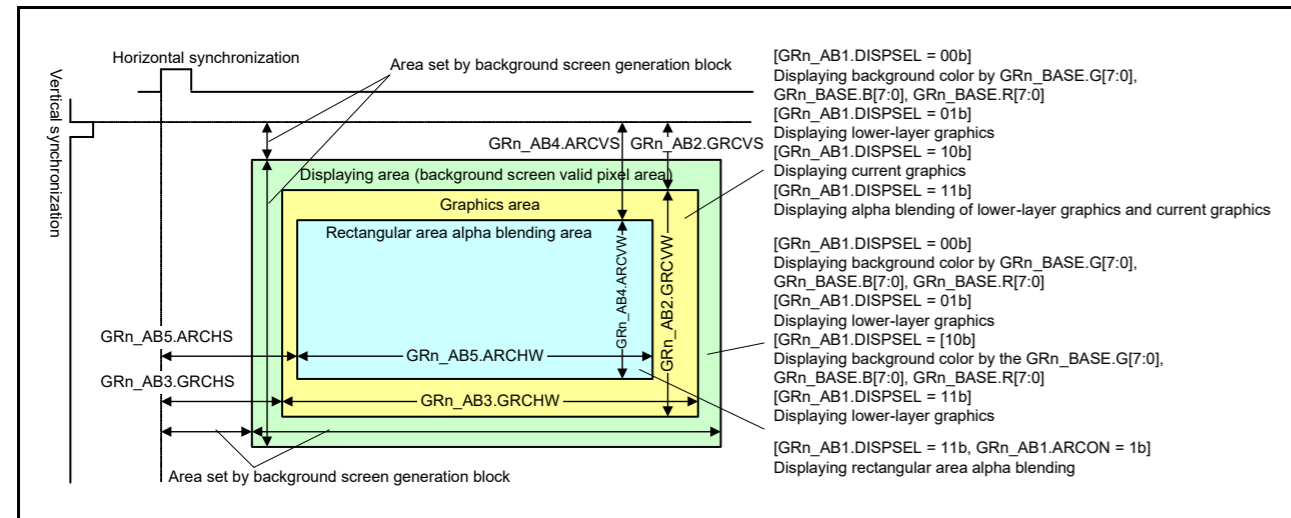 Horizontal synchronization
Vertical synchronization
Area set by background screen generation block
GRn_AB4.ARCVS
GRn_AB2.GRCVS
Displaying area (background screen valid pixel area)
Graphics area
Rectangular area alpha blending area
GRn_AB4.ARCVW
GRn_AB2.GRCVW
GRn_AB5.ARCHS
GRn_AB5.ARCHW
GRn_AB3.GRCHS
GRn_AB3.GRCHW
Area set by background screen generation block
[GRn_AB1.DISPSEL = 00b]
Displaying background color by GRn_BASE.G[7:0],
GRn_BASE.B[7:0], GRn_BASE.R[7:0]
[GRn_AB1.DISPSEL = 01b]
Displaying lower-layer graphics
[GRn_AB1.DISPSEL = 10b]
Displaying current graphics
[GRn_AB1.DISPSEL = 11b]
Displaying alpha blending of lower-layer graphics and current graphics
[GRn_AB1.DISPSEL = 00b]
Displaying background color by GRn_BASE.G[7:0],
GRn_BASE.B[7:0], GRn_BASE.R[7:0]
[GRn_AB1.DISPSEL = 01b]
Displaying lower-layer graphics
[GRn_AB1.DISPSEL = [10b]
Displaying background color by the GRn_BASE.G[7:0],
GRn_BASE.B[7:0], GRn_BASE.R[7:0]
[GRn_AB1.DISPSEL = 11b]
Displaying lower-layer graphics
[GRn_AB1.DISPSEL = 11b, GRn_AB1.ARCON = 1b]
Displaying rectangular area alpha blending